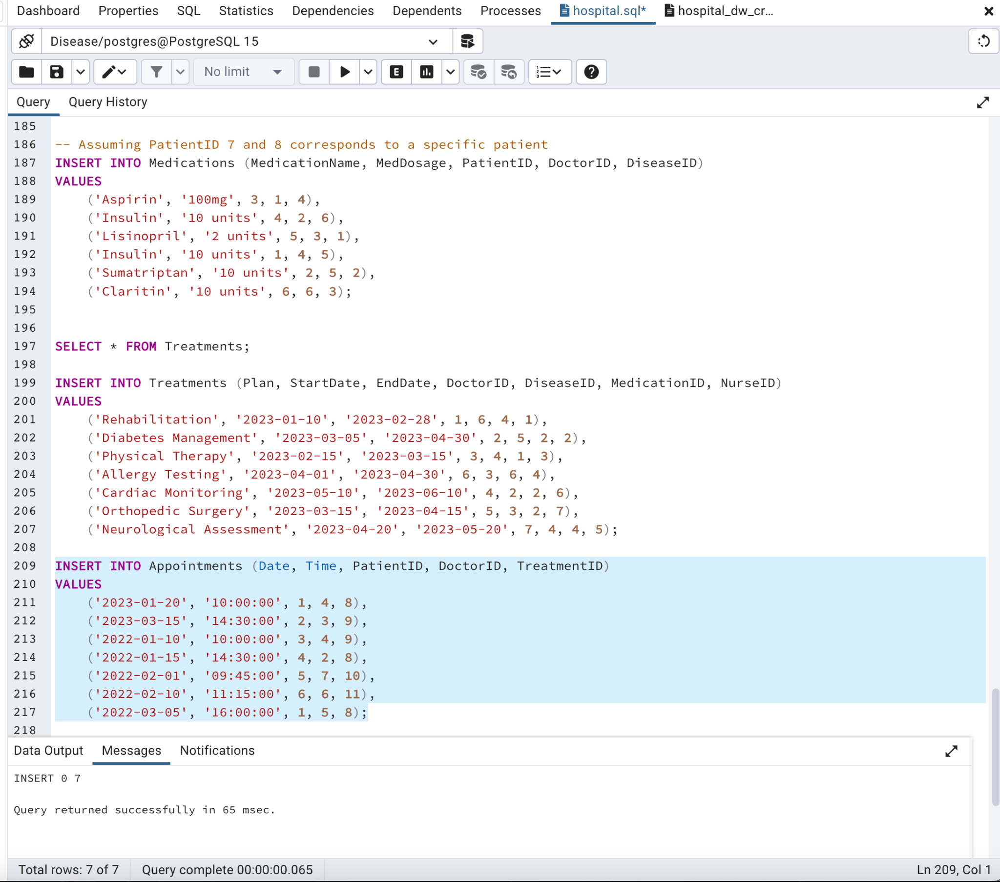 Dashboard Properties SQL Statistics Dependencies Dependents Processes hospital.sql* hospital_dw_cr...
Disease/postgres@PostgreSQL 15
No limit E
Query Query History
185
186 -- Assuming PatientID 7 and 8 corresponds to a specific patient
187 INSERT INTO Medications (MedicationName, MedDosage, PatientID, DoctorID, DiseaseID)
188 VALUES
189 ('Aspirin', '100mg', 3, 1, 4),
190 ('Insulin', '10 units', 4, 2, 6),
191 ('Lisinopril', '2 units', 5, 3, 1),
192 ('Insulin', '10 units', 1, 4, 5),
193 ('Sumatriptan', '10 units', 2, 5, 2),
194 ('Claritin', '10 units', 6, 6, 3);
195
196
197 SELECT * FROM Treatments;
198
199 INSERT INTO Treatments (Plan, StartDate, EndDate, DoctorID, DiseaseID, MedicationID, NurseID)
200 VALUES
201 ('Rehabilitation', '2023-01-10', '2023-02-28', 1, 6, 4, 1),
202 ('Diabetes Management', '2023-03-05', '2023-04-30', 2, 5, 2, 2),
203 ('Physical Therapy', '2023-02-15', '2023-03-15', 3, 4, 1, 3),
204 ('Allergy Testing', '2023-04-01', '2023-04-30', 6, 3, 6, 4),
205 ('Cardiac Monitoring', '2023-05-10', '2023-06-10', 4, 2, 2, 6),
206 ('Orthopedic Surgery', '2023-03-15', '2023-04-15', 5, 3, 2, 7),
207 ('Neurological Assessment', '2023-04-20', '2023-05-20', 7, 4, 4, 5);
208
209 INSERT INTO Appointments (Date, Time, PatientID, DoctorID, TreatmentID)
210 VALUES
211 ('2023-01-20', '10:00:00', 1, 4, 8),
212 ('2023-03-15', '14:30:00', 2, 3, 9),
213 ('2022-01-10', '10:00:00', 3, 4, 9),
214 ('2022-01-15', '14:30:00', 4, 2, 8),
215 ('2022-02-01', '09:45:00', 5, 7, 10),
216 ('2022-02-10', '11:15:00', 6, 6, 11),
217 ('2022-03-05', '16:00:00', 1, 5, 8);
218
Data Output Messages Notifications
INSERT 0 7
Query returned successfully in 65 msec.
Total rows: 7 of 7 Query complete 00:00:00.065 Ln 209, Col 1